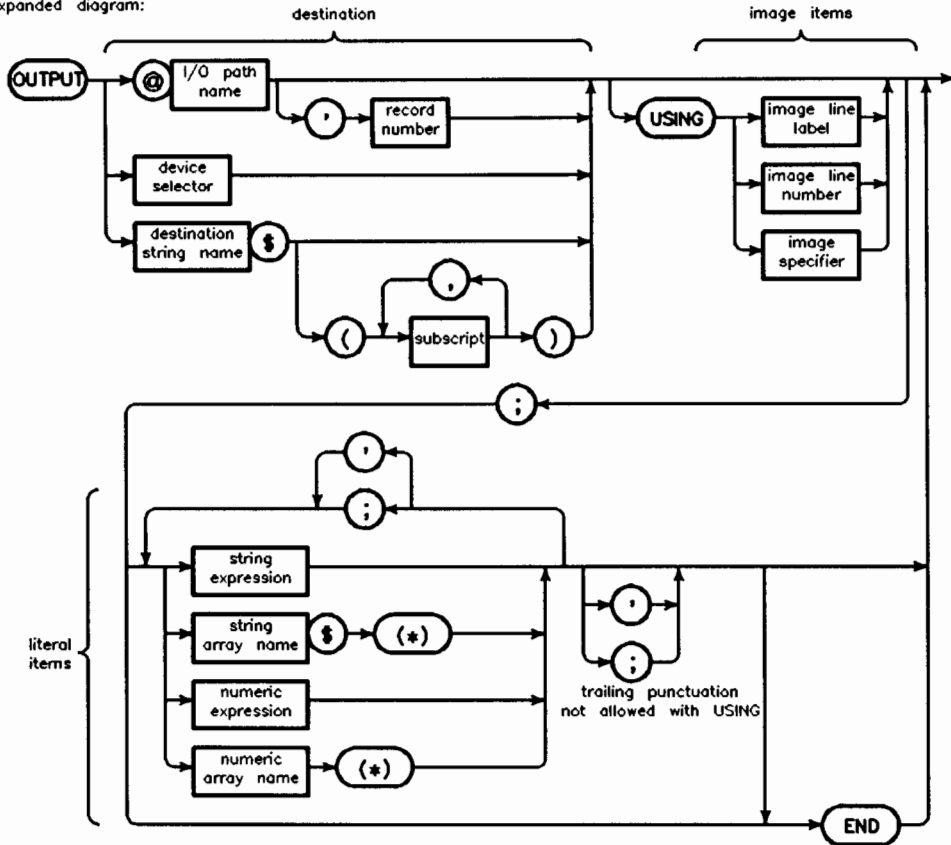 xpanded diagram:
destination
image items
OUTPUT
@
I/O path
name
,
record
number
USING
image line
label
device
selector
image line
number
destination
string name
$
image
specifier
,
(
subscript
)
;
,
;
string
expression
string
array name
$
(*)
,
;
literal
items
trailing punctuation
not allowed with USING
numeric
expression
numeric
array name
(*)
END